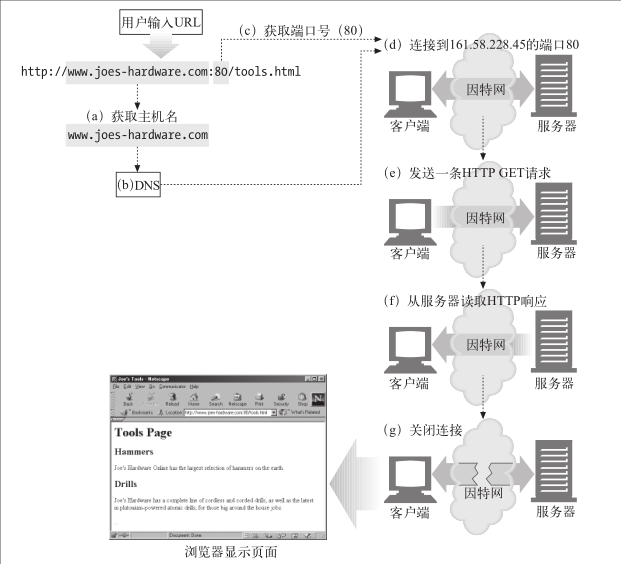 用户输入URL
(c) 获取端口号（80）
http://www.joes-hardware.com:80/tools.html
(a) 获取主机名
www.joes-hardware.com
(b)DNS
(d) 连接到161.58.228.45的端口80
因特网
客户端
服务器
(e) 发送一条HTTP GET请求
因特网
客户端
服务器
(f) 从服务器读取HTTP响应
因特网
客户端
服务器
(g) 关闭连接
因特网
客户端
服务器
Joe's Tools - Netscape
File Edit View Go Communicator Help
Back Reload Home Search Netscape Print Security Stop
Bookmarks Location: http://www.joes-hardware.com:80/tools.html What's Related
Tools Page
Hammers
Joe's Hardware Online has the largest selection of hammers on the earth.
Drills
Joe's Hardware has a complete line of cordless and corded drills, as well as the latest
in plutonium-powered atomic drills, for those big around the house jobs.
Document: Done
浏览器显示页面